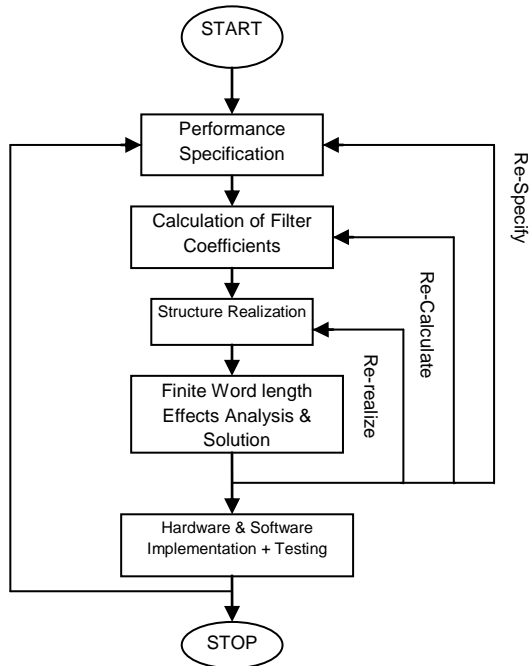 START
Performance
Specification
Calculation of Filter
Coefficients
Structure Realization
Finite Word length
Effects Analysis &
Solution
Hardware & Software
Implementation + Testing
STOP
Re-realize
Re-Calculate
Re-Specify